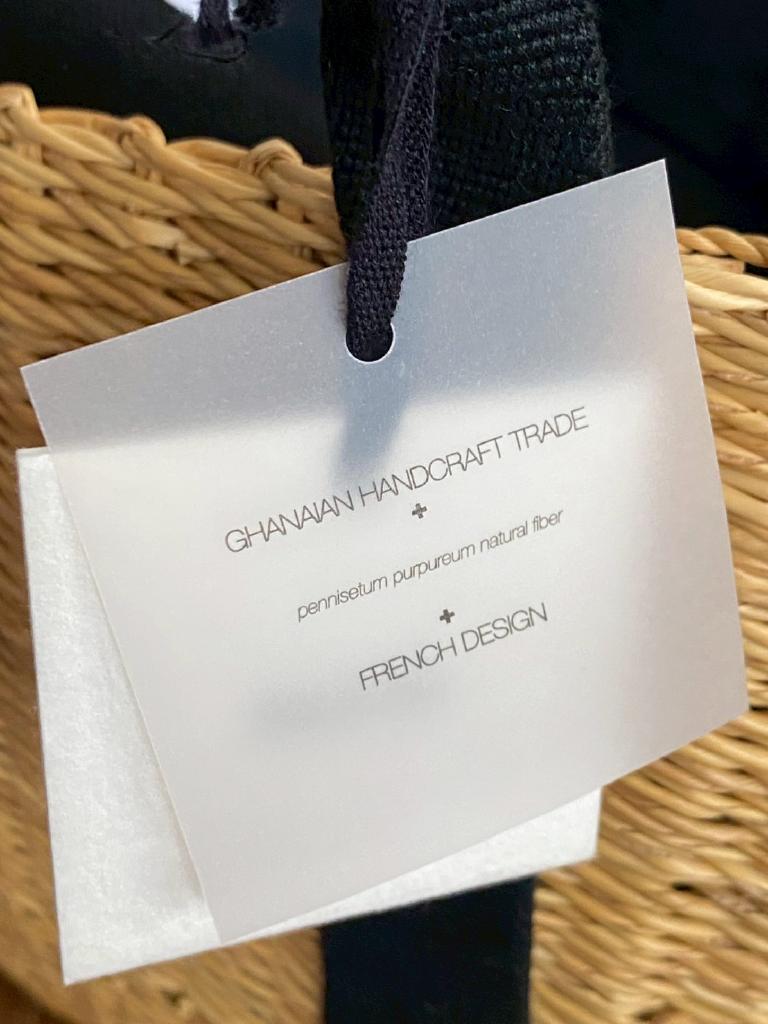 GHANAIAN HANDCRAFT TRADE
+
pennisetum purpureum natural fiber
+
FRENCH DESIGN